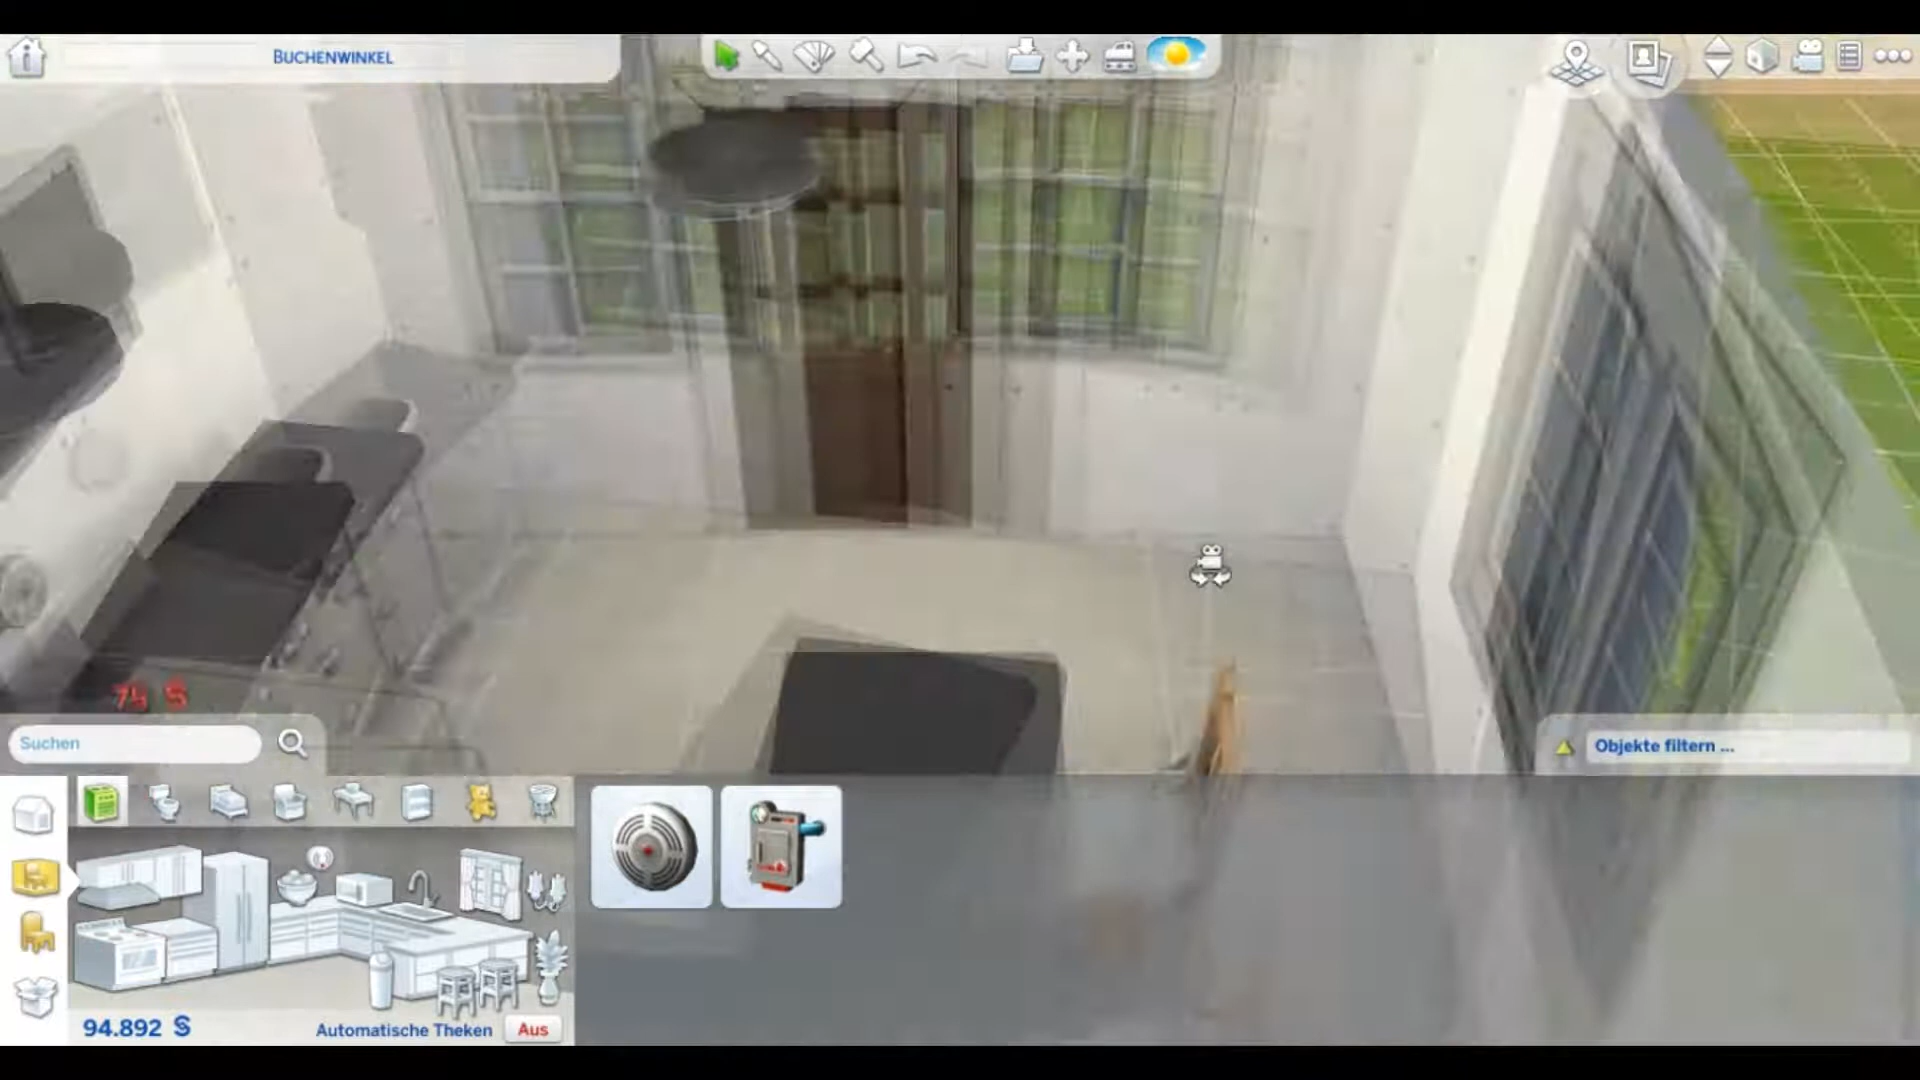 BUCHENWINKEL
75 S
Suchen
Objekte filtern ...
94.892 S
Automatische Theken
Aus